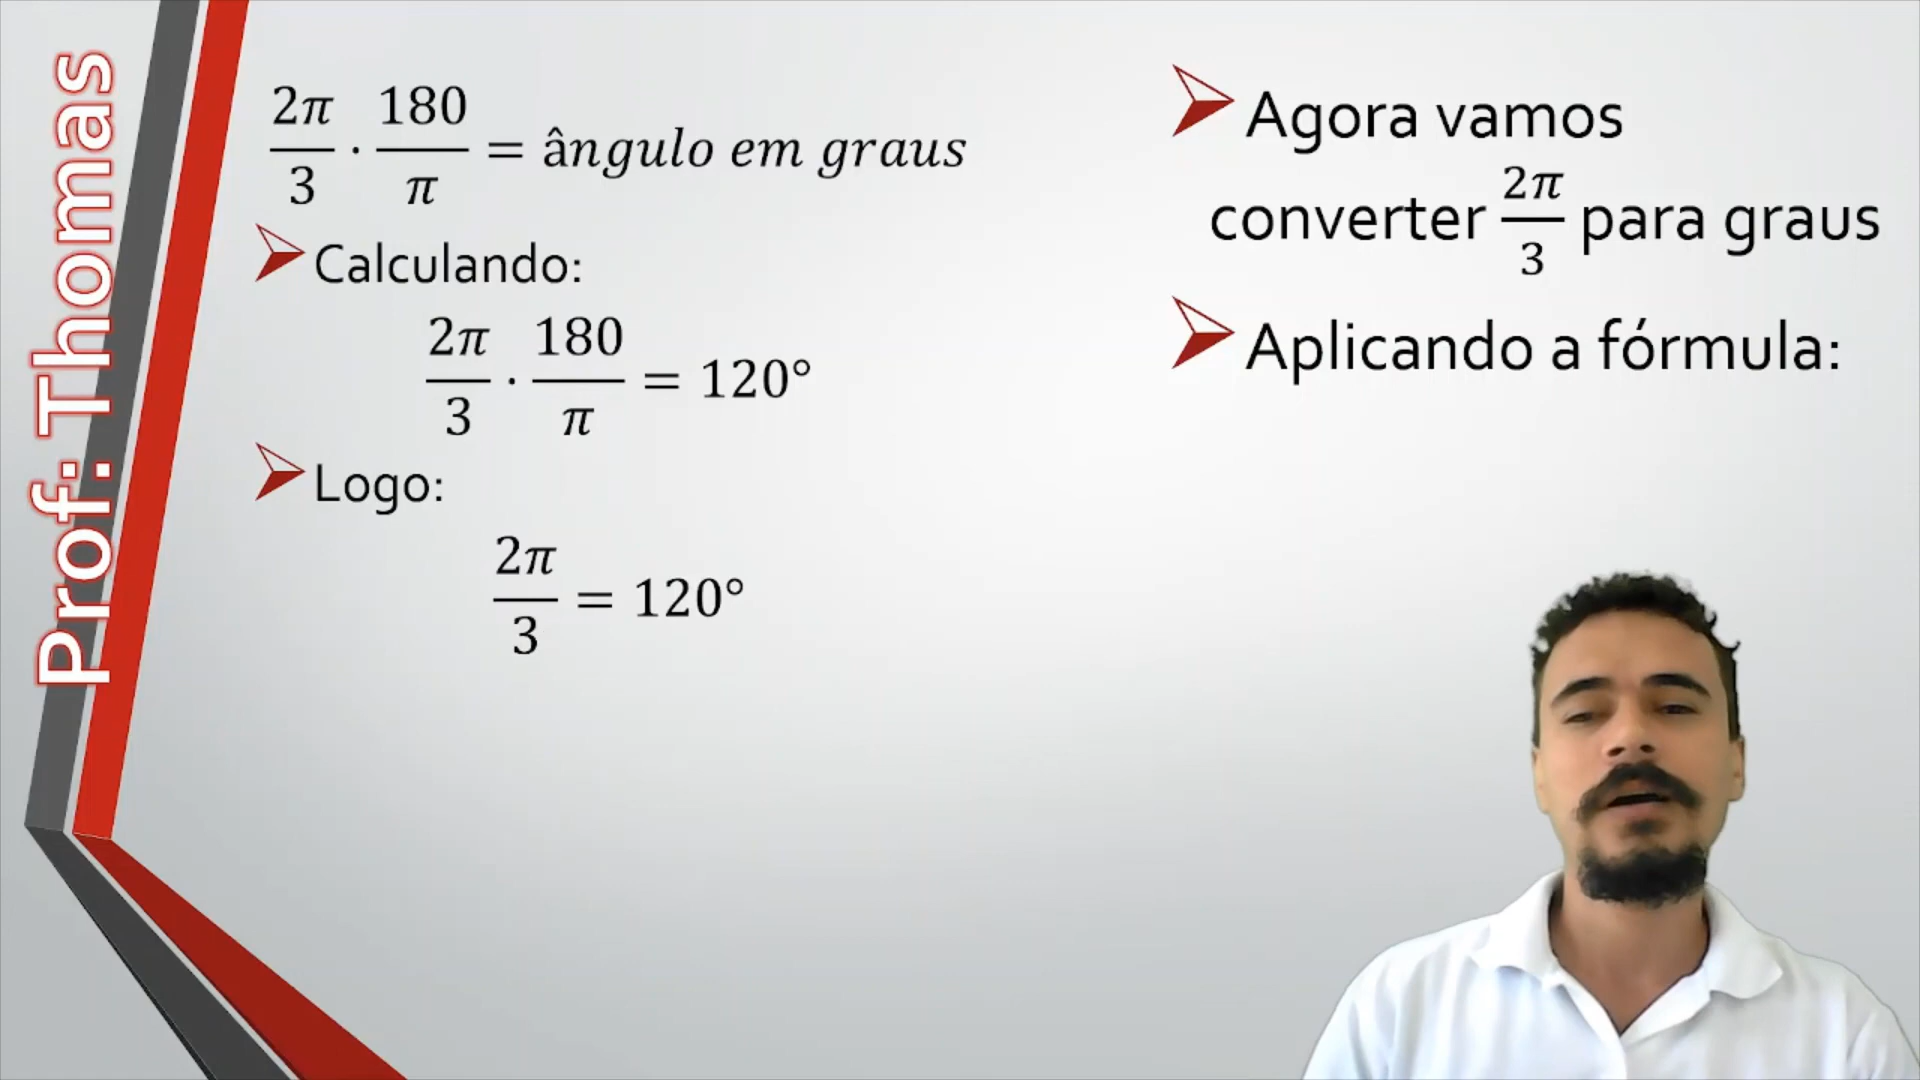 Prof: Thomas
2π/3 · 180/π = ângulo em graus
Calculando:
2π/3 · 180/π = 120°
Logo:
2π/3 = 120°
Agora vamos
converter 2π/3 para graus
Aplicando a fórmula: